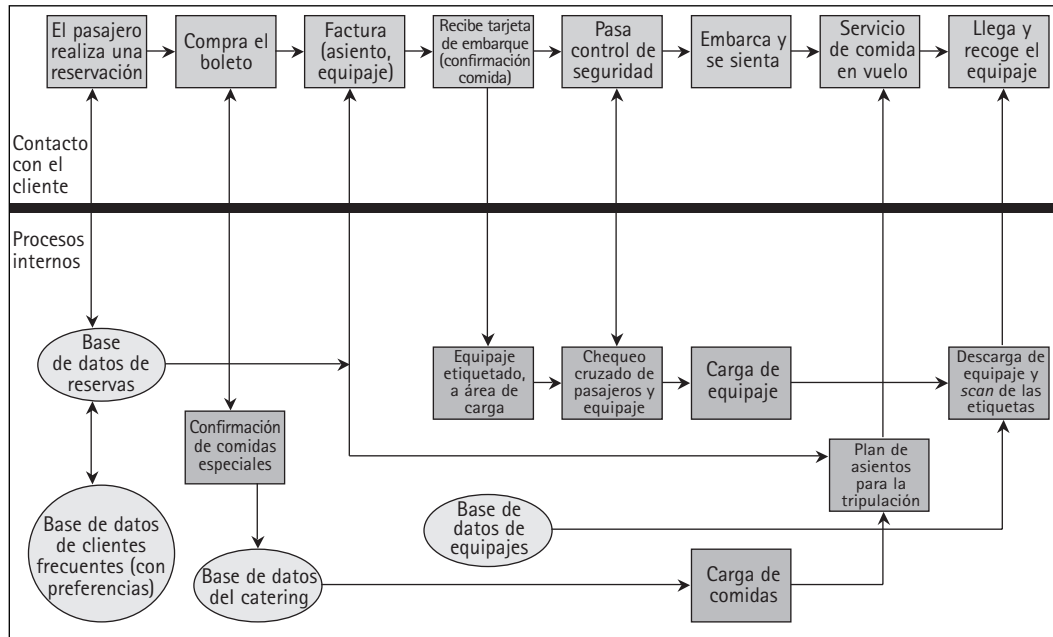 El pasajero
realiza una
reservación
Compra el
boleto
Factura
(asiento,
equipaje)
Recibe tarjeta
de embarque
(confirmación
comida)
Pasa
control de
seguridad
Embarca y
se sienta
Servicio
de comida
en vuelo
Llega y
recoge el
equipaje
Contacto
con el
cliente
Procesos
internos
Base
de datos de
reservas
Equipaje
etiquetado,
a área de
carga
Chequeo
cruzado de
pasajeros y
equipaje
Carga de
equipaje
Descarga de
equipaje y
scan de las
etiquetas
Confirmación
de comidas
especiales
Plan de
asientos
para la
tripulación
Base de datos
de clientes
frecuentes (con
preferencias)
Base de
datos de
equipajes
Base de datos
del catering
Carga de
comidas